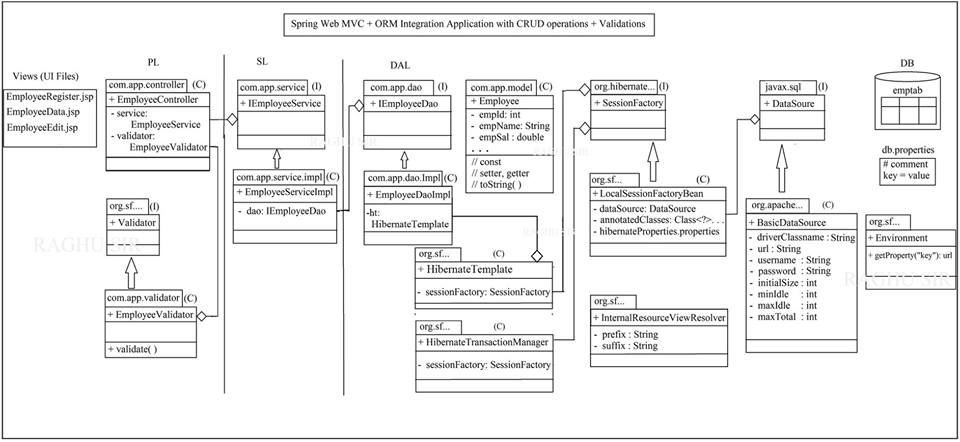 Spring Web MVC + ORM Integration Application with CRUD operations + Validations
PL
SL
DAL
DB
Views (UI Files)
EmployeeRegister.jsp
EmployeeData.jsp
EmployeeEdit.jsp
com.app.controller
(C)
+ EmployeeController
- service:
EmployeeService
- validator:
EmployeeValidator
org.sf....
(I)
+ Validator
com.app.validator
(C)
+ EmployeeValidator
+ validate( )
com.app.service
(I)
+ IEmployeeService
com.app.service.impl
(C)
+ EmployeeServiceImpl
- dao: IEmployeeDao
com.app.dao
(I)
+ IEmployeeDao
com.app.dao.Impl
(C)
+ EmployeeDaoImpl
-ht:
HibernateTemplate
org.sf...
(C)
+ HibernateTemplate
- sessionFactory: SessionFactory
org.sf...
(C)
+ HibernateTransactionManager
- sessionFactory: SessionFactory
com.app.model
(C)
+ Employee
- empId: int
- empName: String
- empSal : double
. . .
// const
// setter, getter
// toString( )
org.hibernate...
(I)
+ SessionFactory
org.sf...
(C)
+ LocalSessionFactoryBean
- dataSource: DataSource
- annotatedClasses: Class<?>...
- hibernateProperties.properties
org.sf...
+ InternalResourceViewResolver
- prefix : String
- suffix : String
javax.sql
(I)
+ DataSoure
org.apache...
(C)
+ BasicDataSource
- driverClassname : String
- url : String
- username : String
- password : String
- initialSize : int
- minIdle : int
- maxIdle : int
- maxTotal : int
emptab
db.properties
# comment
key = value
org.sf...
(C)
+ Environment
+ getProperty("key"): url
RAGHU SIR
RAGHU SIR